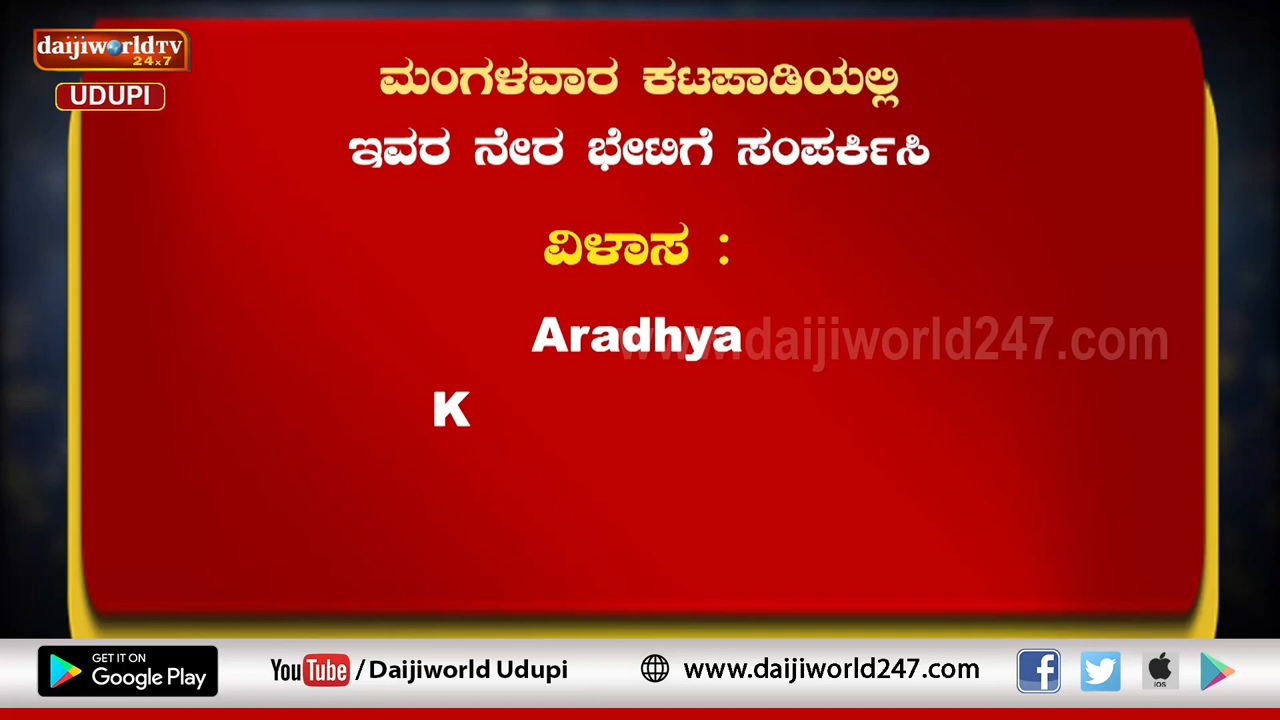 daijiworldTV
24x7
UDUPI
ಮಂಗಳವಾರ ಕಟಪಾಡಿಯಲ್ಲಿ
ಇವರ ನೇರ ಭೇಟಿಗೆ ಸಂಪರ್ಕಿಸಿ
ವಿಳಾಸ :
Aradhya
www.daijiworld247.com
K
GET IT ON
Google Play
YouTube / Daijiworld Udupi
www.daijiworld247.com
iOS